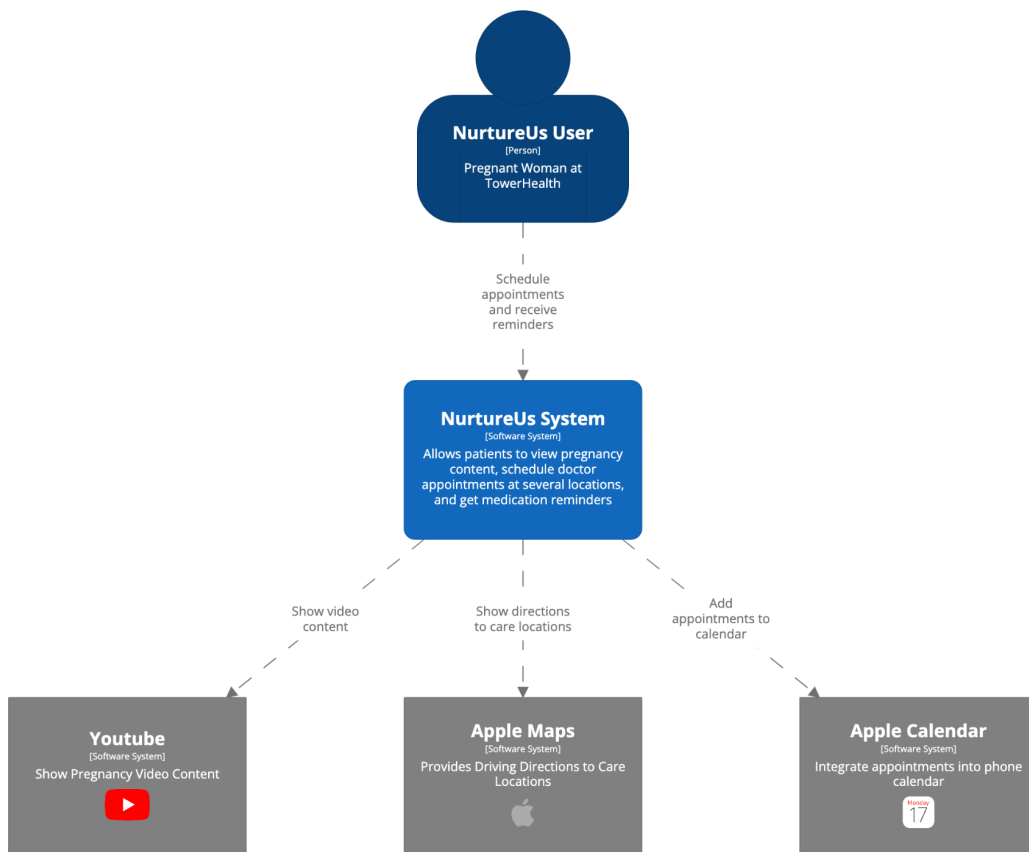 NurtureUs User
[Person]
Pregnant Woman at
TowerHealth
Schedule
appointments
and receive
reminders
NurtureUs System
[Software System]
Allows patients to view pregnancy
content, schedule doctor
appointments at several locations,
and get medication reminders
Show video
content
Show directions
to care locations
Add
appointments to
calendar
Youtube
[Software System]
Show Pregnancy Video Content
Apple Maps
[Software System]
Provides Driving Directions to Care
Locations
Apple Calendar
[Software System]
Integrate appointments into phone
calendar
Monday
17